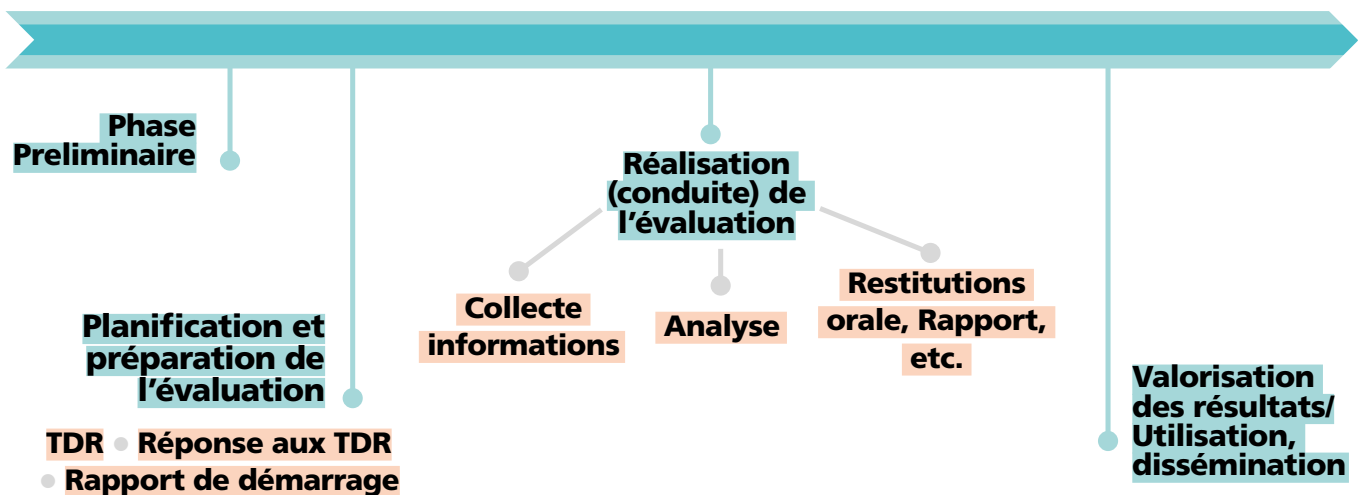 Phase
Preliminaire
Planification et
préparation de
l'évaluation
TDR Réponse aux TDR
Rapport de démarrage
Réalisation
(conduite) de
l'évaluation
Collecte
informations
Analyse
Restitutions
orale, Rapport,
etc.
Valorisation
des résultats/
Utilisation,
dissémination